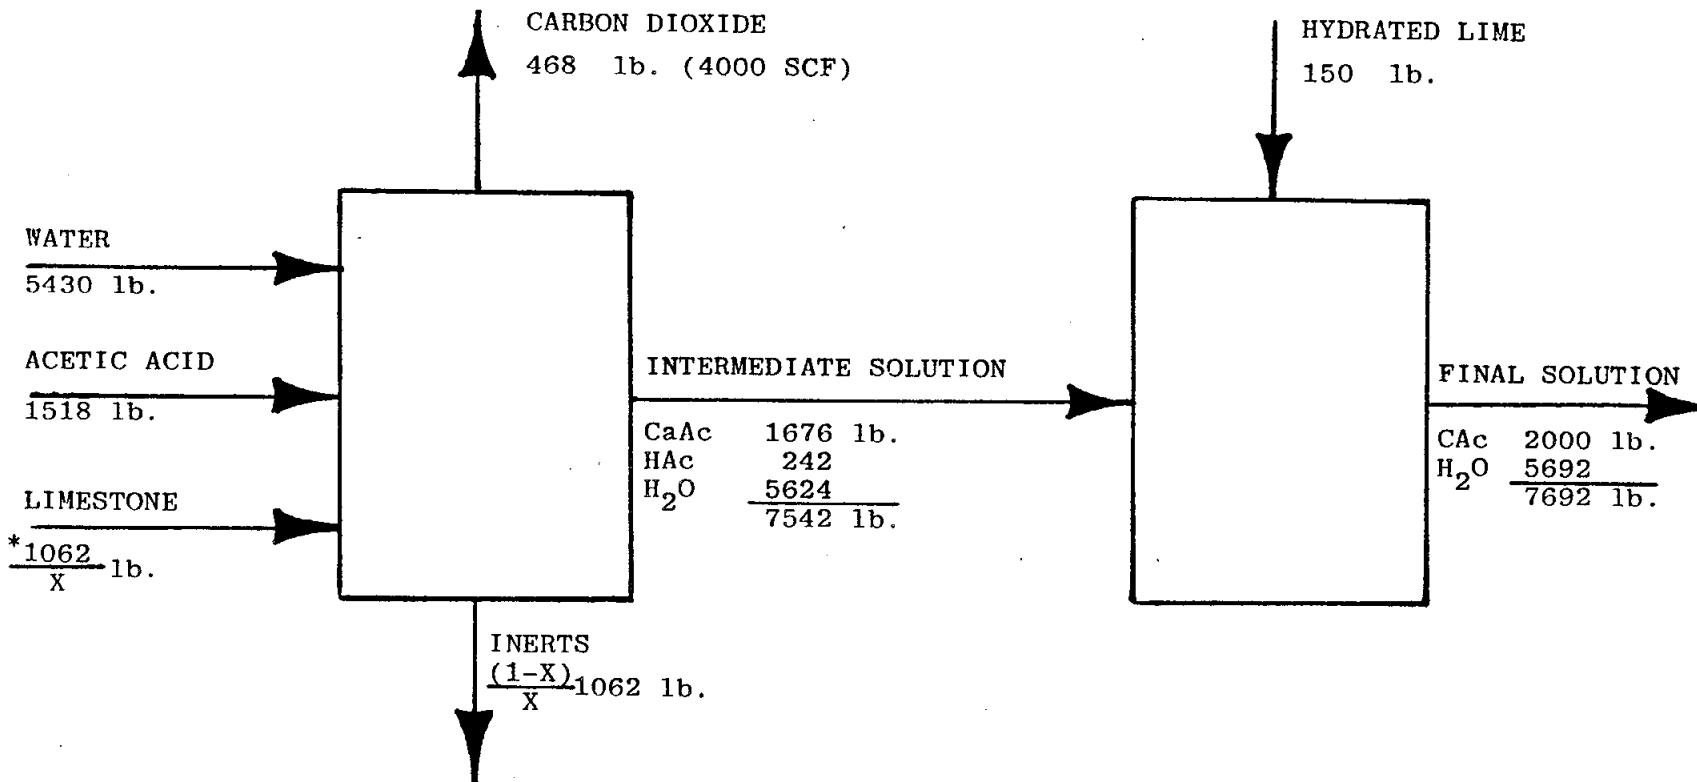 CARBON DIOXIDE
468 lb. (4000 SCF)
HYDRATED LIME
150 lb.
WATER
5430 lb.
ACETIC ACID
1518 lb.
LIMESTONE
*1062
X
lb.
INTERMEDIATE SOLUTION
CaAc 1676 lb.
HAc 242
H2O 5624
7542 lb.
FINAL SOLUTION
CAc 2000 lb.
H2O 5692
7692 lb.
INERTS
(1-X)
X
1062 lb.